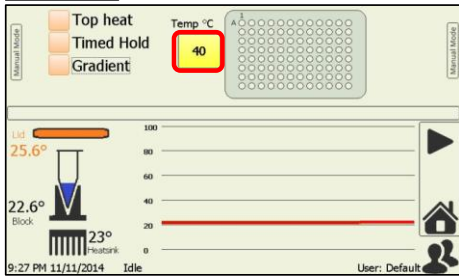 Top heat
Timed Hold
Gradient
Temp °C
40
1
A
Manual Mode
Manual Mode
Lid
25.6°
22.6°
Block
23°
Heatsink
100
80
60
40
20
0
9:27 PM 11/11/2014 Idle User: Default